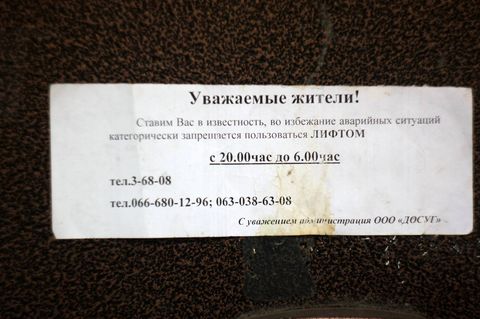 Уважаемые жители!
Ставим Вас в известность, во избежание аварийных ситуаций
категорически запрещается пользоваться ЛИФТОМ
с 20.00час до 6.00час
тел.3-68-08
тел.066-680-12-96; 063-038-63-08
С уважением администрация ООО «ДОСУГ»